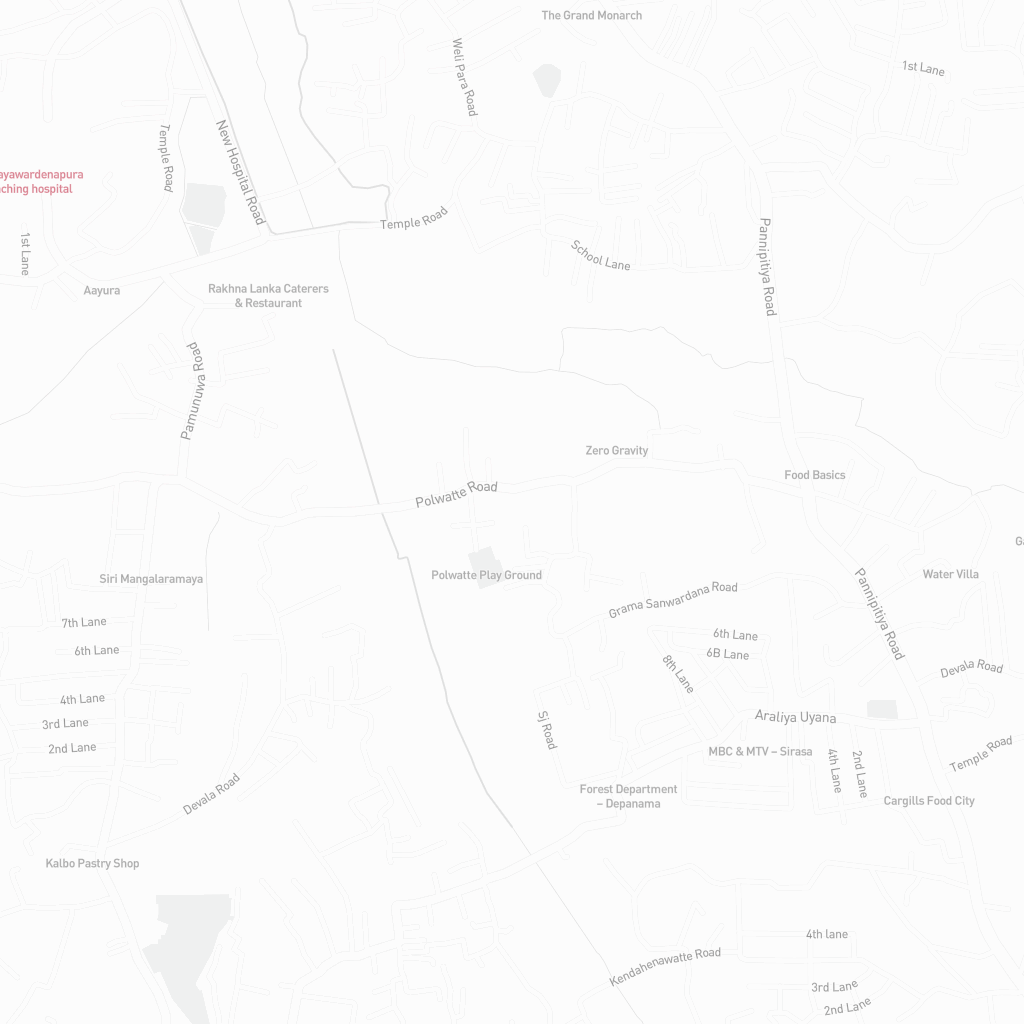 The Grand Monarch
Weli Para Road
1st Lane
New Hospital Road
Temple Road
ayawardenapura
ching hospital
Temple Road
Pannipitiya Road
1st Lane
School Lane
Aayura
Rakhna Lanka Caterers
& Restaurant
Pamunuwa Road
Zero Gravity
Food Basics
Polwatte Road
Siri Mangalaramaya
Polwatte Play Ground
Water Villa
Grama Sanwardana Road
Pannipitiya Road
7th Lane
6th Lane
6th Lane
6B Lane
8th Lane
Devala Road
4th Lane
3rd Lane
2nd Lane
Sj Road
Araliya Uyana
MBC & MTV – Sirasa
4th Lane
2nd Lane
Temple Road
Devala Road
Forest Department
– Depanama
Cargills Food City
Kalbo Pastry Shop
4th lane
Kendahenawatte Road
3rd Lane
2nd Lane